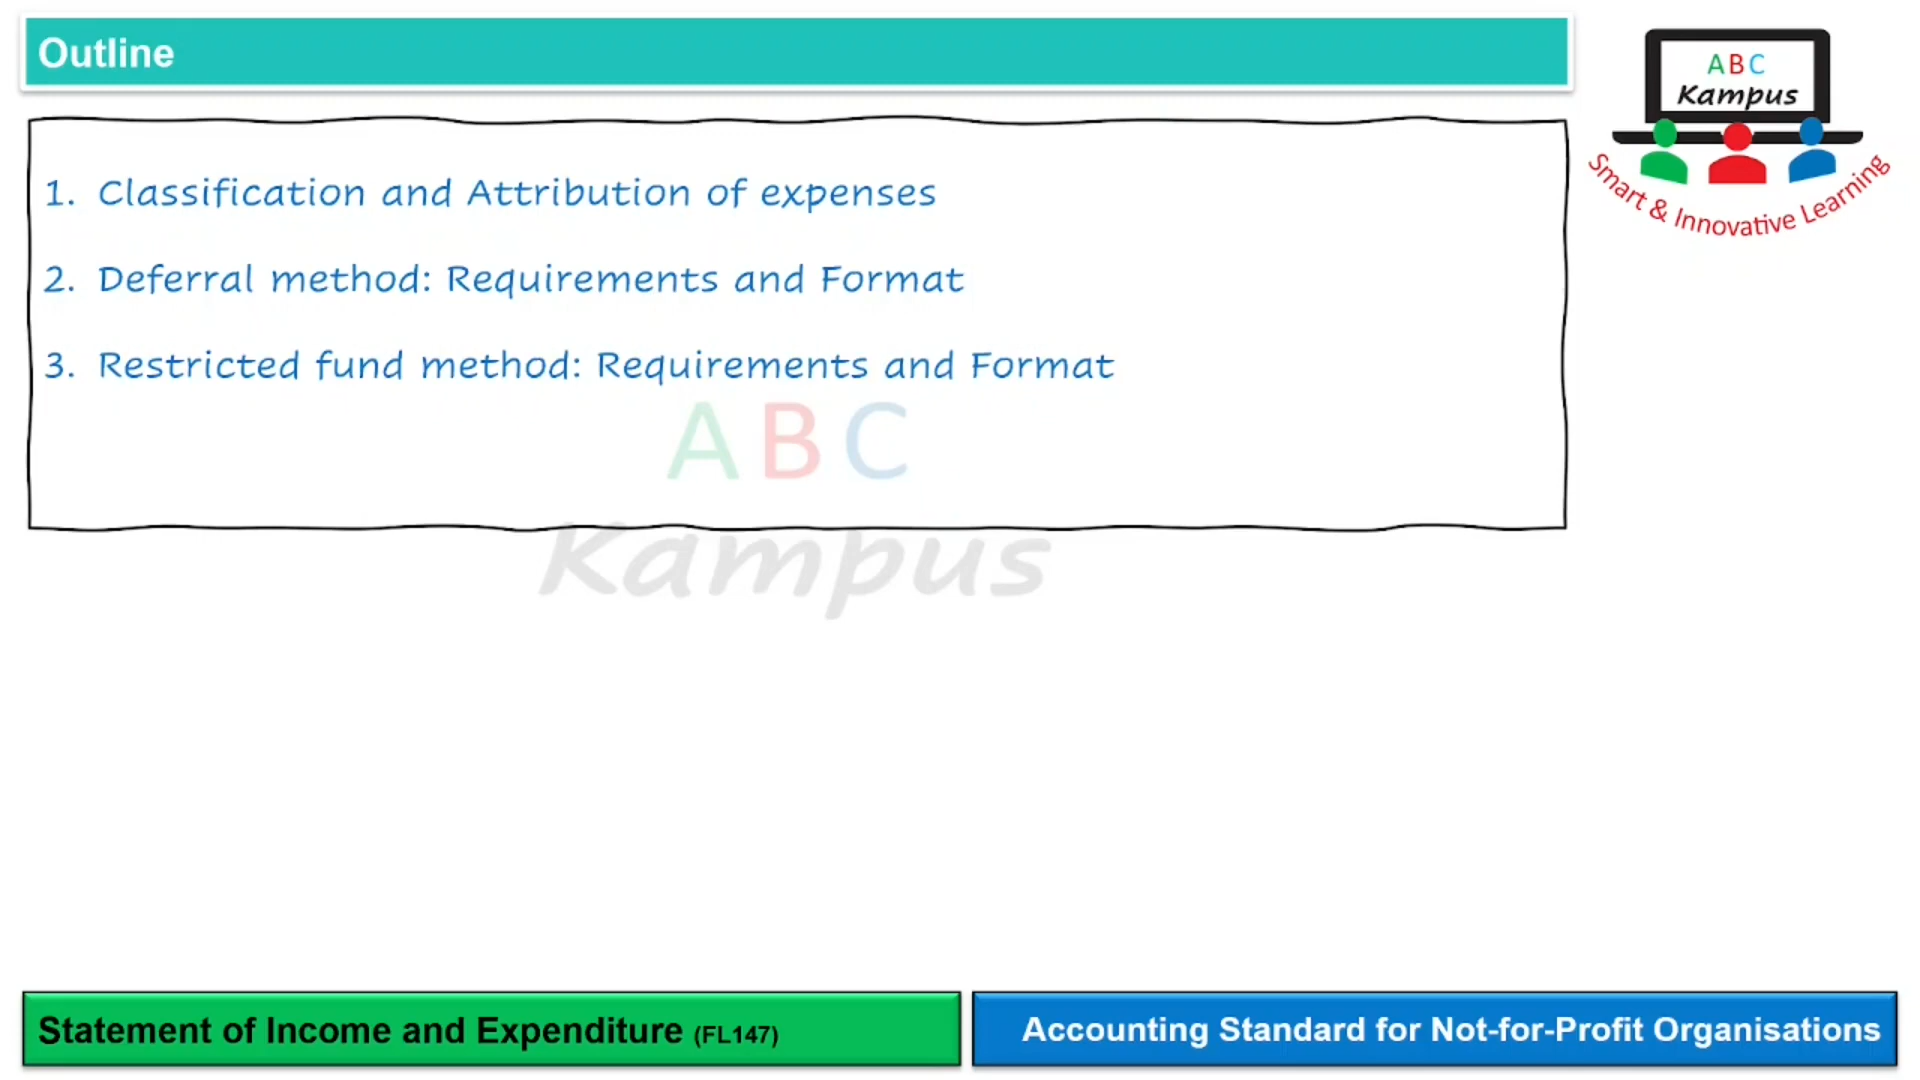 Outline
ABC
Kampus
Smart & Innovative Learning
1. Classification and Attribution of expenses
2. Deferral method: Requirements and Format
3. Restricted fund method: Requirements and Format
ABC
Kampus
Statement of Income and Expenditure (FL147)
Accounting Standard for Not-for-Profit Organisations